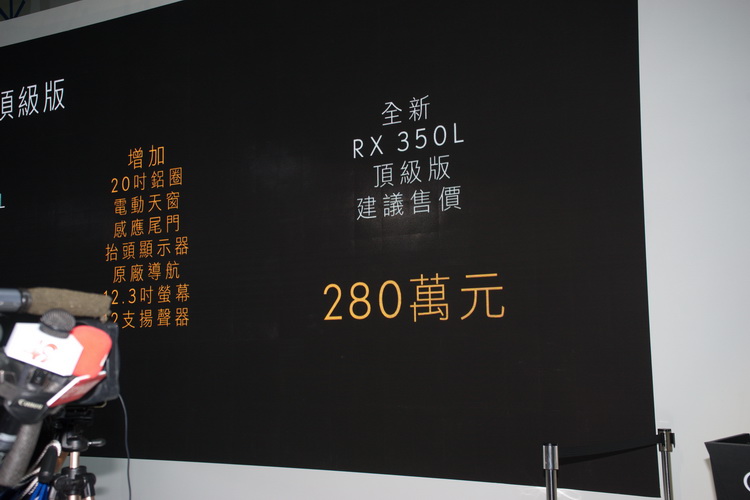 頂級版
增加
20吋鋁圈
電動天窗
感應尾門
抬頭顯示器
原廠導航
12.3吋螢幕
2支揚聲器
全新
RX 350L
頂級版
建議售價
280萬元
Canon